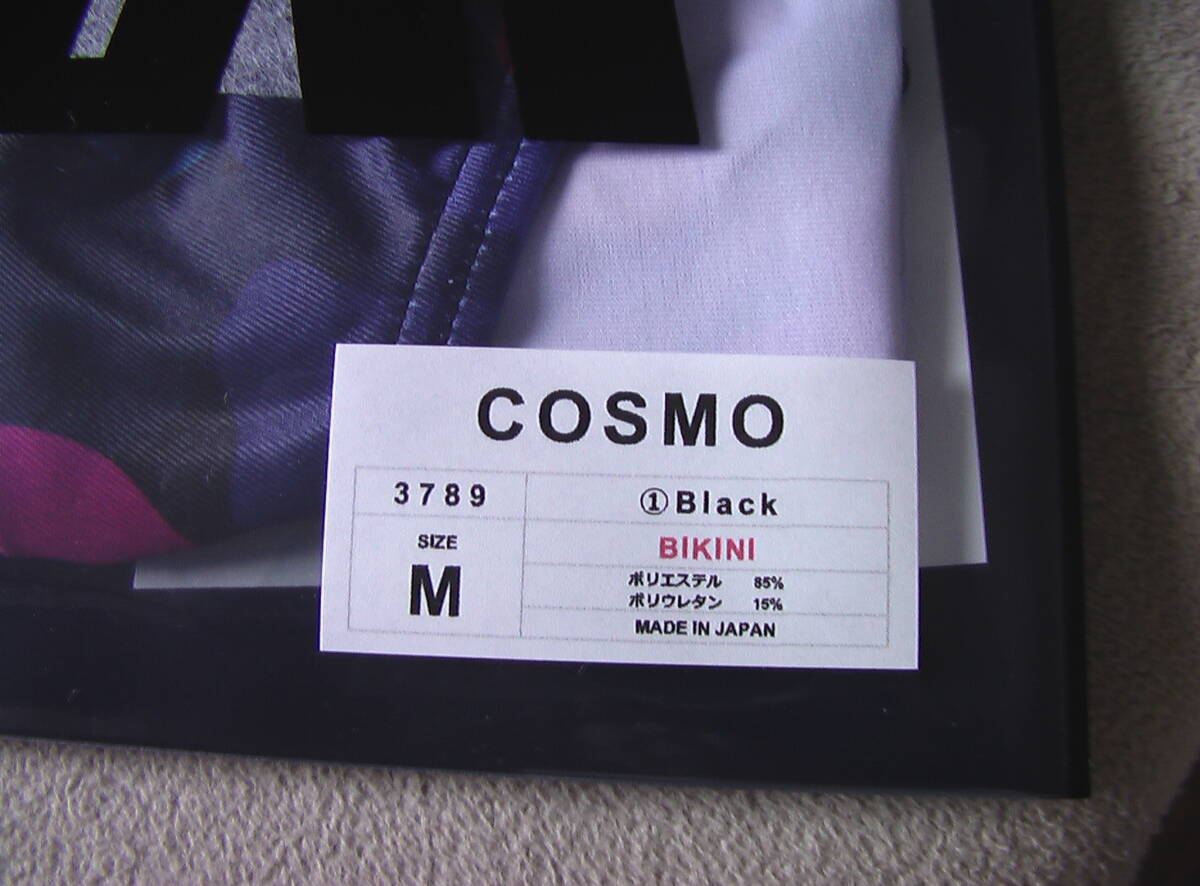 COSMO
3789
①Black
SIZE
M
BIKINI
ポリエステル 85%
ポリウレタン 15%
MADE IN JAPAN